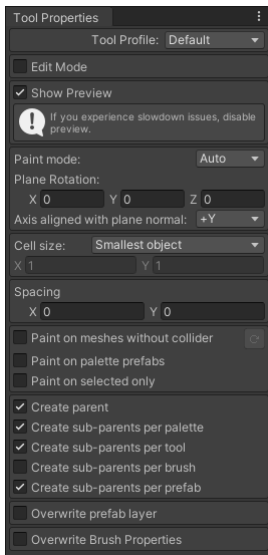 Tool Properties
Tool Profile: Default
Edit Mode
Show Preview
If you experience slowdown issues, disable
preview.
Paint mode: Auto
Plane Rotation:
X 0 Y 0 Z 0
Axis aligned with plane normal: +Y
Cell size: Smallest object
X 1 Y 1
Spacing
X 0 Y 0
Paint on meshes without collider
Paint on palette prefabs
Paint on selected only
Create parent
Create sub-parents per palette
Create sub-parents per tool
Create sub-parents per brush
Create sub-parents per prefab
Overwrite prefab layer
Overwrite Brush Properties